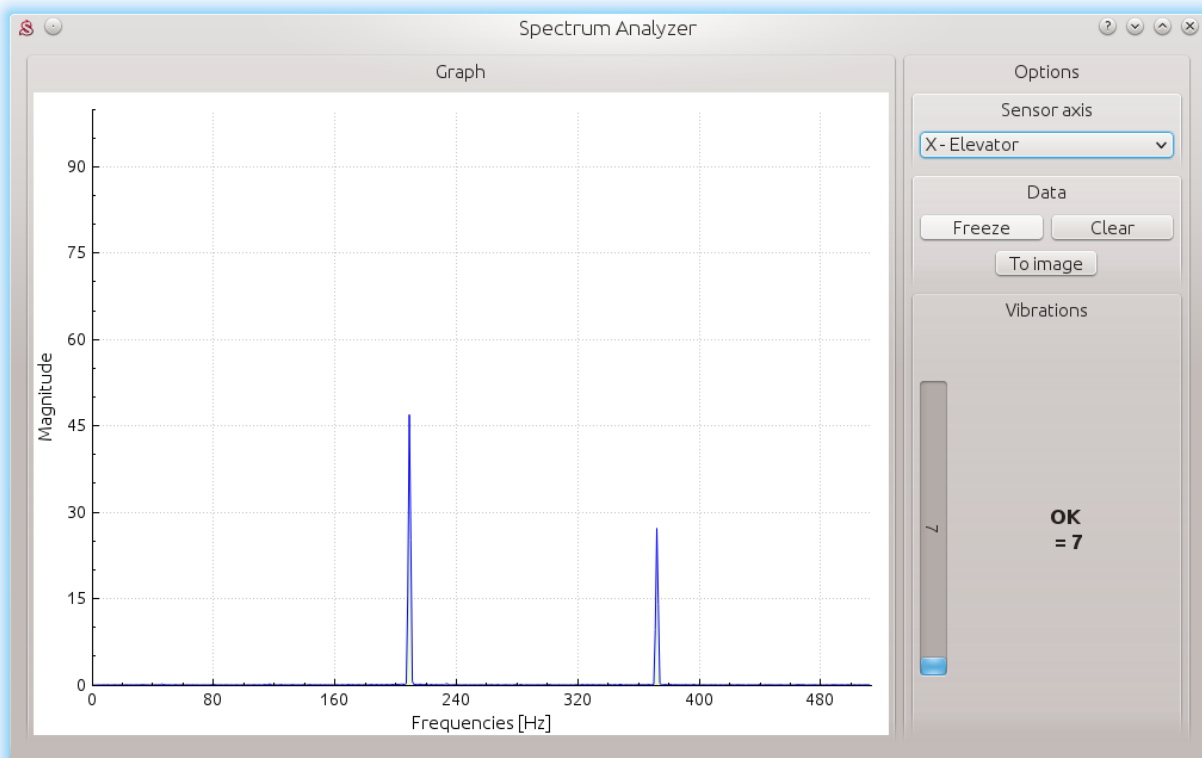 Spectrum Analyzer
Graph
Options
Sensor axis
X - Elevator
Data
Freeze
Clear
To image
Vibrations
7
OK
= 7
Magnitude
90
75
60
45
30
15
0
0 80 160 240 320 400 480
Frequencies [Hz]